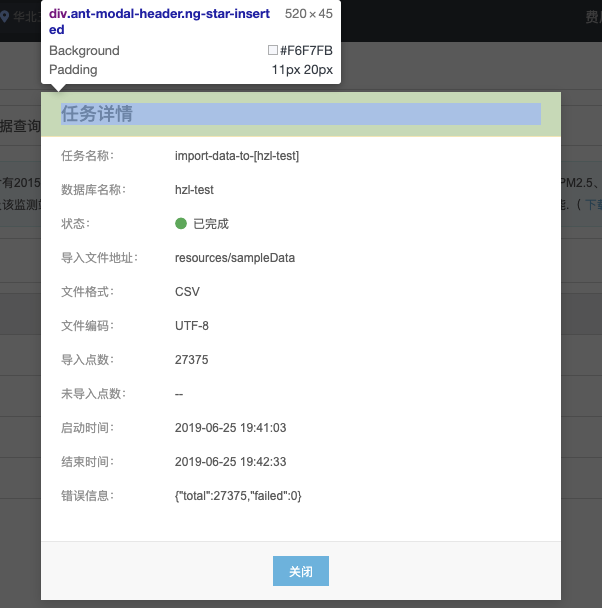 div.ant-modal-header.ng-star-insert
ed
520 × 45
Background
#F6F7FB
Padding
11px 20px
华北
费
据查询
有2015
PM2.5、
该监测
能.（下载
任务详情
任务名称：
import-data-to-[hzl-test]
数据库名称：
hzl-test
状态：
已完成
导入文件地址：
resources/sampleData
文件格式：
CSV
文件编码：
UTF-8
导入点数：
27375
未导入点数：
--
启动时间：
2019-06-25 19:41:03
结束时间：
2019-06-25 19:42:33
错误信息：
{"total":27375,"failed":0}
关闭